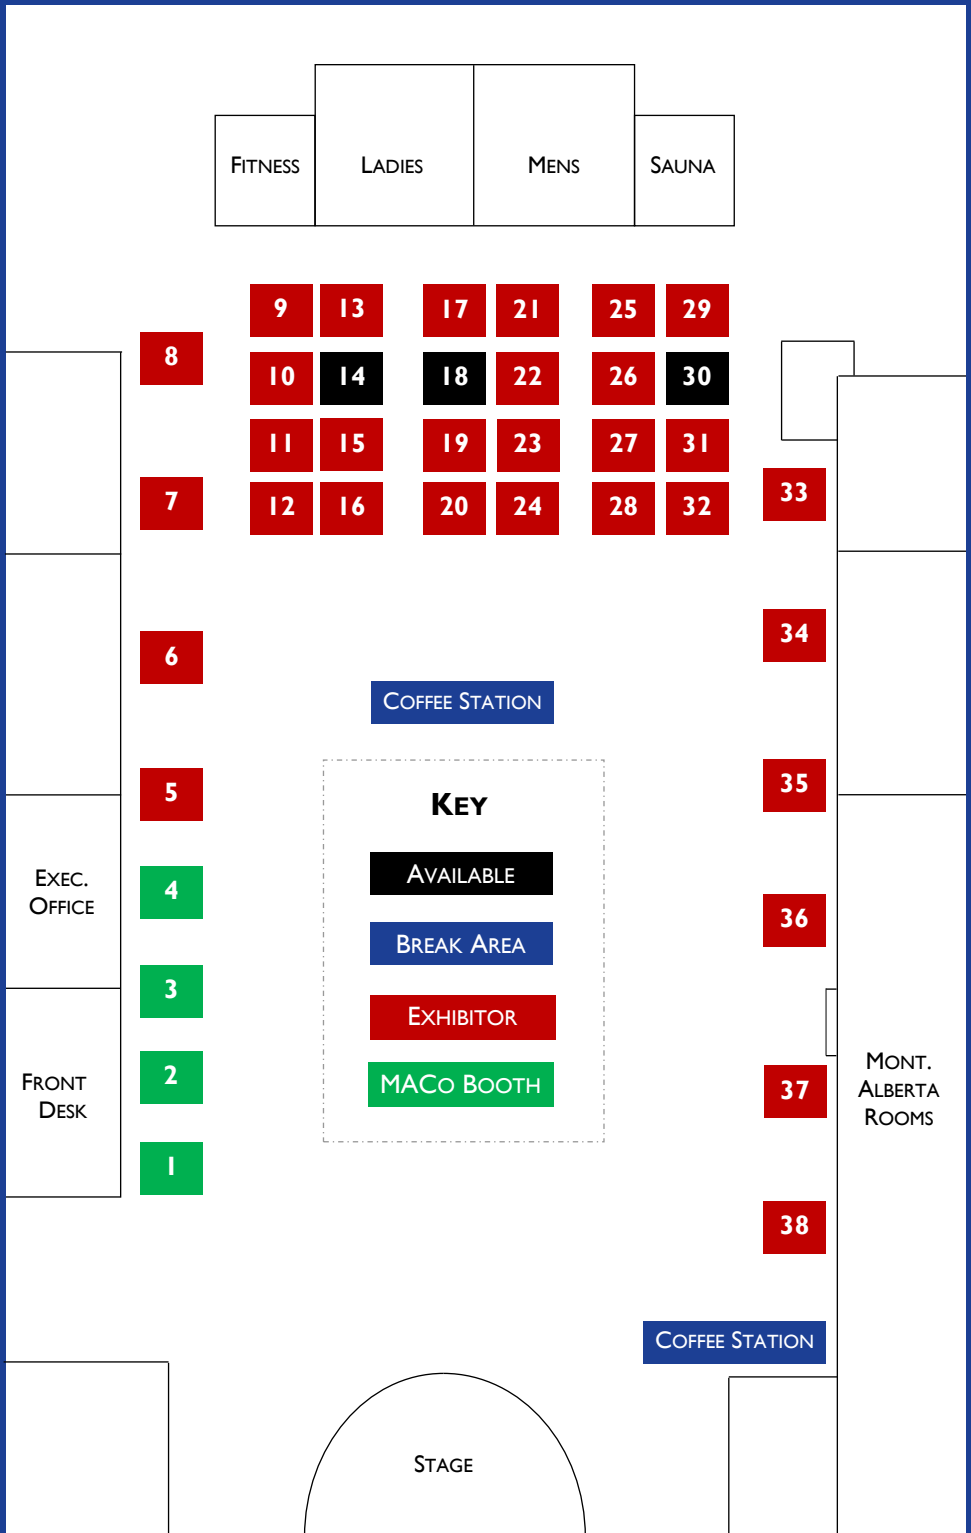 FITNESS
LADIES
MENS
SAUNA
9 13 17 21 25 29
8
10 14 18 22 26 30
11 15 19 23 27 31
7
12 16 20 24 28 32
33
34
6
COFFEE STATION
5
35
KEY
AVAILABLE
BREAK AREA
EXHIBITOR
MACO BOOTH
EXEC.
OFFICE
4
3
FRONT
DESK
2
1
36
37
MONT.
ALBERTA
ROOMS
38
COFFEE STATION
STAGE